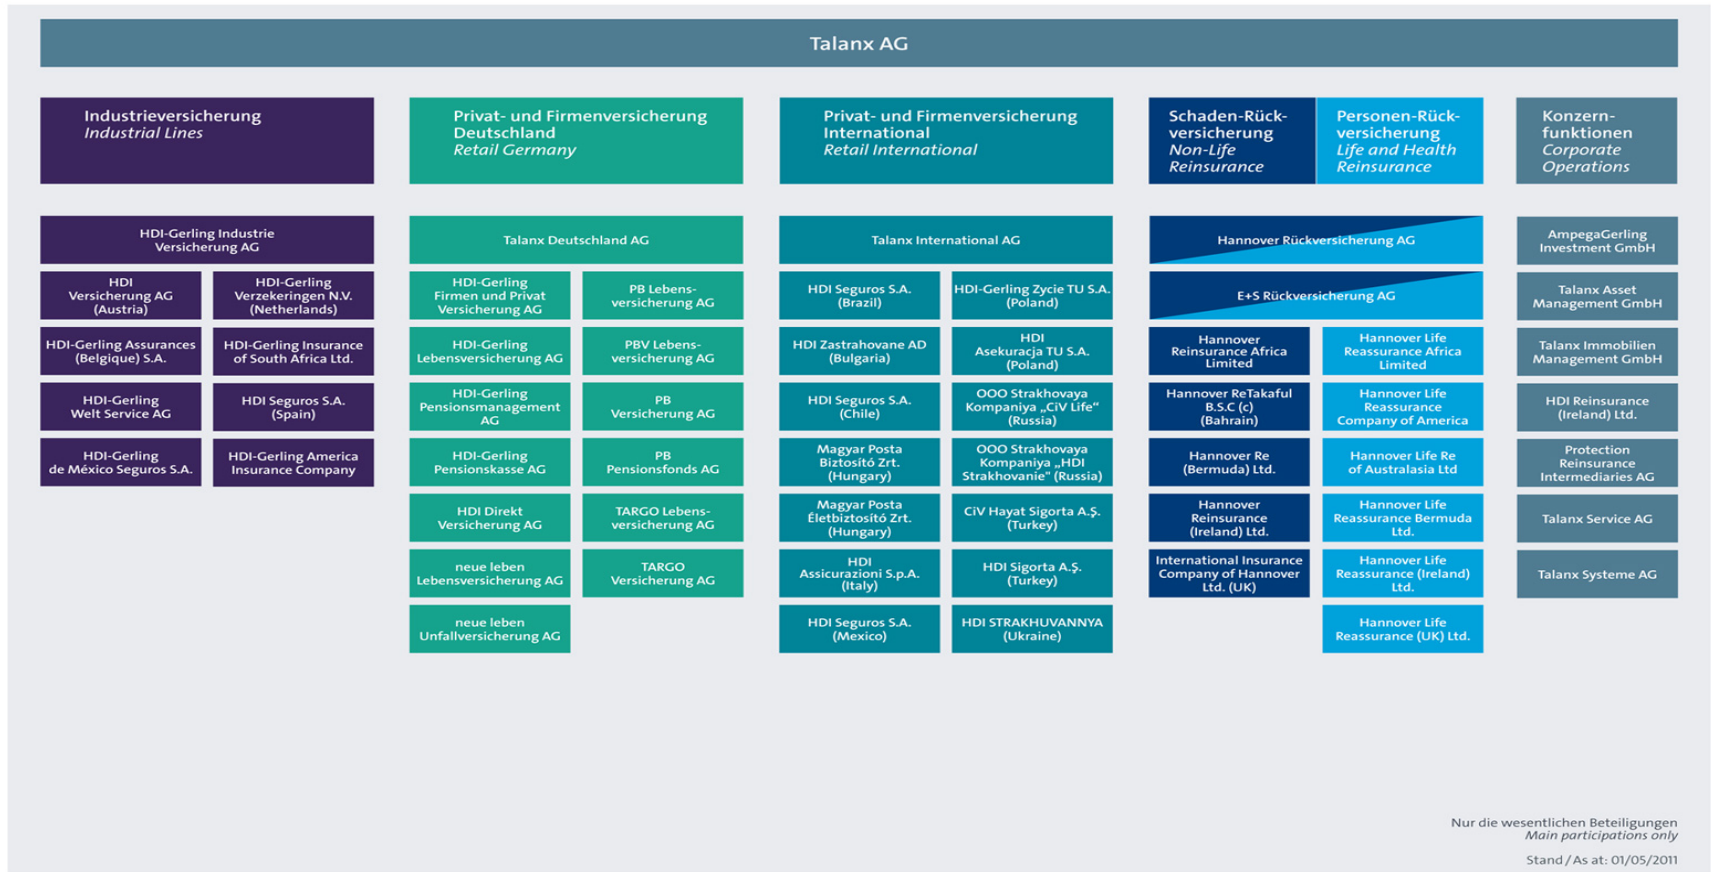 Talanx AG
Industrieversicherung
Industrial Lines
Privat- und Firmenversicherung
Deutschland
Retail Germany
Privat- und Firmenversicherung
International
Retail International
Schaden-Rück-
versicherung
Non-Life
Reinsurance
Personen-Rück-
versicherung
Life and Health
Reinsurance
Konzern-
funktionen
Corporate
Operations
HDI-Gerling Industrie
Versicherung AG
HDI
Versicherung AG
(Austria)
HDI-Gerling
Verzekeringen N.V.
(Netherlands)
HDI-Gerling Assurances
(Belgique) S.A.
HDI-Gerling Insurance
of South Africa Ltd.
HDI-Gerling
Welt Service AG
HDI Seguros S.A.
(Spain)
HDI-Gerling
de México Seguros S.A.
HDI-Gerling America
Insurance Company
Talanx Deutschland AG
HDI-Gerling
Firmen und Privat
Versicherung AG
PB Lebens-
versicherung AG
HDI-Gerling
Lebensversicherung AG
PBV Lebens-
versicherung AG
HDI-Gerling
Pensionsmanagement
AG
PB
Versicherung AG
HDI-Gerling
Pensionskasse AG
PB
Pensionsfonds AG
HDI Direkt
Versicherung AG
TARGO Lebens-
versicherung AG
neue leben
Lebensversicherung AG
TARGO
Versicherung AG
neue leben
Unfallversicherung AG
Talanx International AG
HDI Seguros S.A.
(Brazil)
HDI-Gerling Zycie TU S.A.
(Poland)
HDI Zastrahovane AD
(Bulgaria)
HDI
Asekuracja TU S.A.
(Poland)
HDI Seguros S.A.
(Chile)
OOO Strakhovaya
Kompaniya „CiV Life“
(Russia)
Magyar Posta
Biztosító Zrt.
(Hungary)
OOO Strakhovaya
Kompaniya „HDI
Strakhovanie" (Russia)
Magyar Posta
Életbiztosító Zrt.
(Hungary)
CiV Hayat Sigorta A.Ş.
(Turkey)
HDI
Assicurazioni S.p.A.
(Italy)
HDI Sigorta A.Ş.
(Turkey)
HDI Seguros S.A.
(Mexico)
HDI STRAKHUVANNYA
(Ukraine)
Hannover Rückversicherung AG
E+S Rückversicherung AG
Hannover
Reinsurance Africa
Limited
Hannover Life
Reassurance Africa
Limited
Hannover ReTakaful
B.S.C (c)
(Bahrain)
Hannover Life
Reassurance
Company of America
Hannover Re
(Bermuda) Ltd.
Hannover Life Re
of Australasia Ltd
Hannover
Reinsurance
(Ireland) Ltd.
Hannover Life
Reassurance Bermuda
Ltd.
International Insurance
Company of Hannover
Ltd. (UK)
Hannover Life
Reassurance (Ireland)
Ltd.
Hannover Life
Reassurance (UK) Ltd.
AmpegaGerling
Investment GmbH
Talanx Asset
Management GmbH
Talanx Immobilien
Management GmbH
HDI Reinsurance
(Ireland) Ltd.
Protection
Reinsurance
Intermediaries AG
Talanx Service AG
Talanx Systeme AG
Nur die wesentlichen Beteiligungen
Main participations only
Stand / As at: 01/05/2011